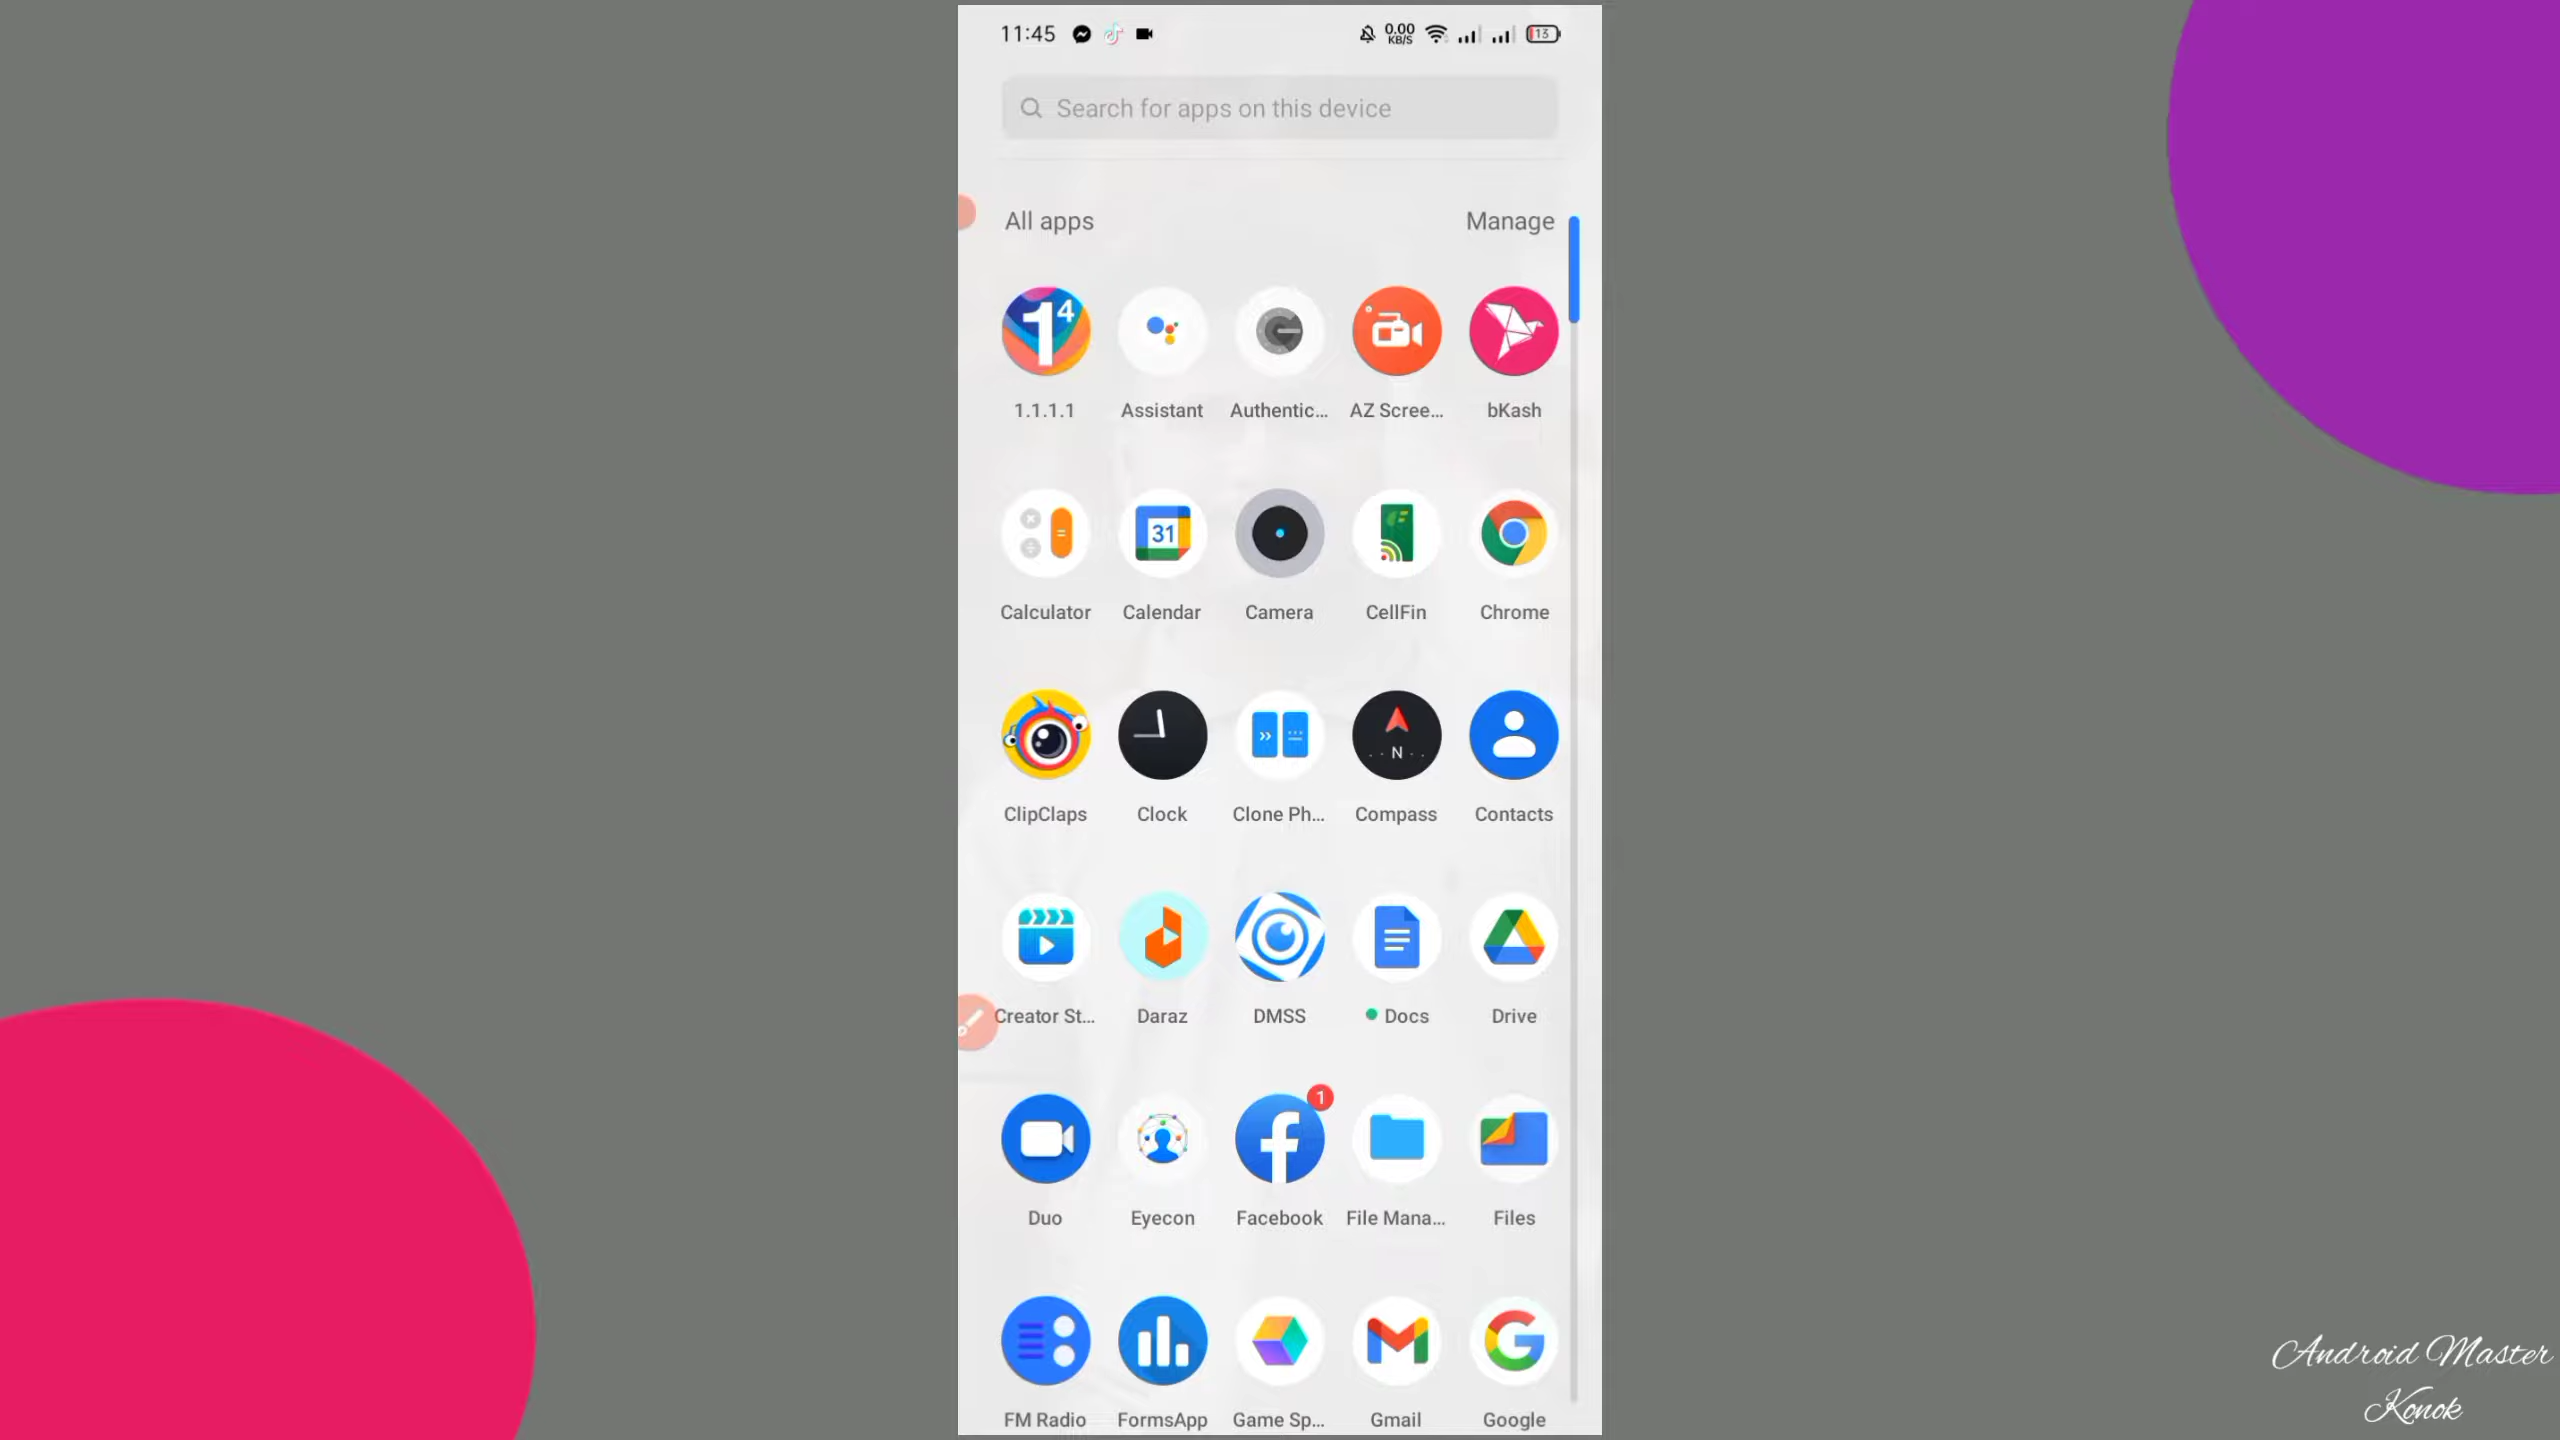 11:45 0.00 KB/S 13
Search for apps on this device
All apps Manage
1.1.1.1 Assistant Authentic... AZ Scree... bKash
31
Calculator Calendar Camera CellFin Chrome
N
ClipClaps Clock Clone Ph... Compass Contacts
Creator St... Daraz DMSS Docs Drive
1
Duo Eyecon Facebook File Mana... Files
FM Radio FormsApp Game Sp... Gmail Google
Android Master
Konok